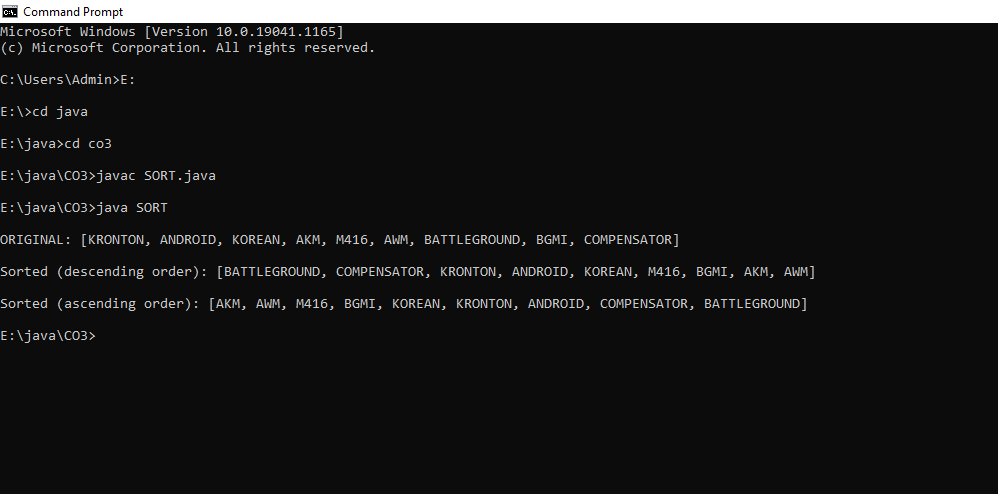 Command Prompt
Microsoft Windows [Version 10.0.19041.1165]
(c) Microsoft Corporation. All rights reserved.
C:\Users\Admin>E:
E:\>cd java
E:\java>cd co3
E:\java\CO3>javac SORT.java
E:\java\CO3>java SORT
ORIGINAL: [KRONTON, ANDROID, KOREAN, AKM, M416, AWM, BATTLEGROUND, BGMI, COMPENSATOR]
Sorted (descending order): [BATTLEGROUND, COMPENSATOR, KRONTON, ANDROID, KOREAN, M416, BGMI, AKM, AWM]
Sorted (ascending order): [AKM, AWM, M416, BGMI, KOREAN, KRONTON, ANDROID, COMPENSATOR, BATTLEGROUND]
E:\java\CO3>